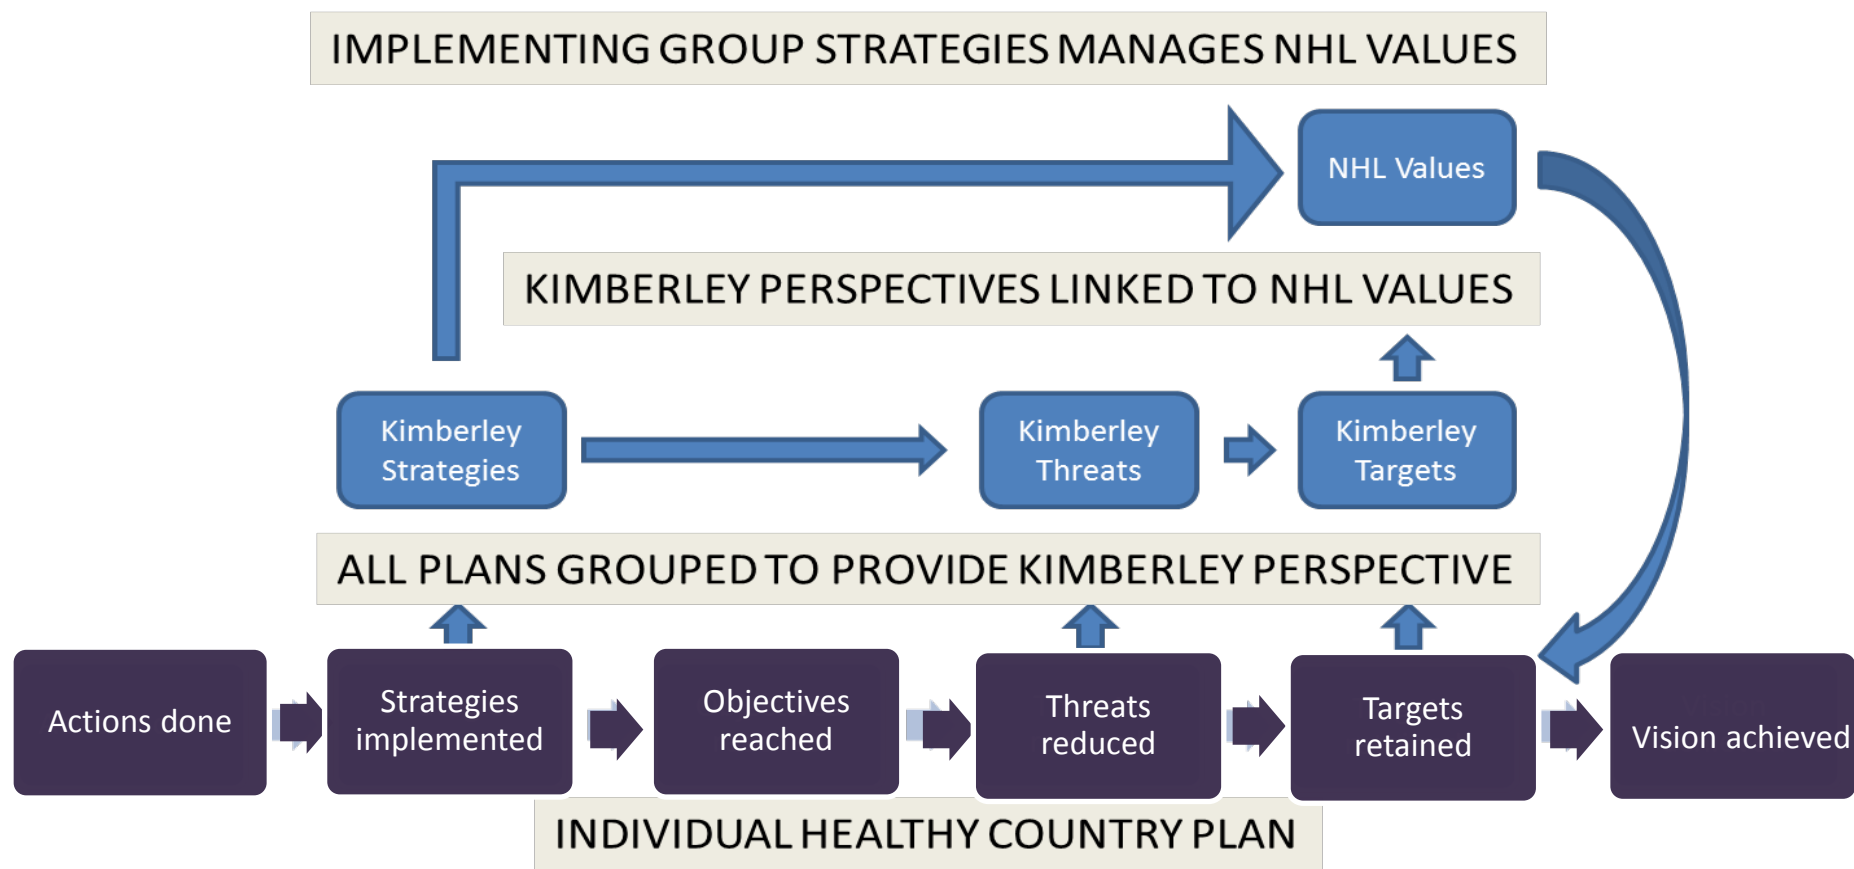 IMPLEMENTING GROUP STRATEGIES MANAGES NHL VALUES
NHL Values
KIMBERLEY PERSPECTIVES LINKED TO NHL VALUES
Kimberley
Strategies
Kimberley
Threats
Kimberley
Targets
ALL PLANS GROUPED TO PROVIDE KIMBERLEY PERSPECTIVE
Actions done
Strategies
implemented
Objectives
reached
Threats
reduced
Targets
retained
Vision achieved
INDIVIDUAL HEALTHY COUNTRY PLAN